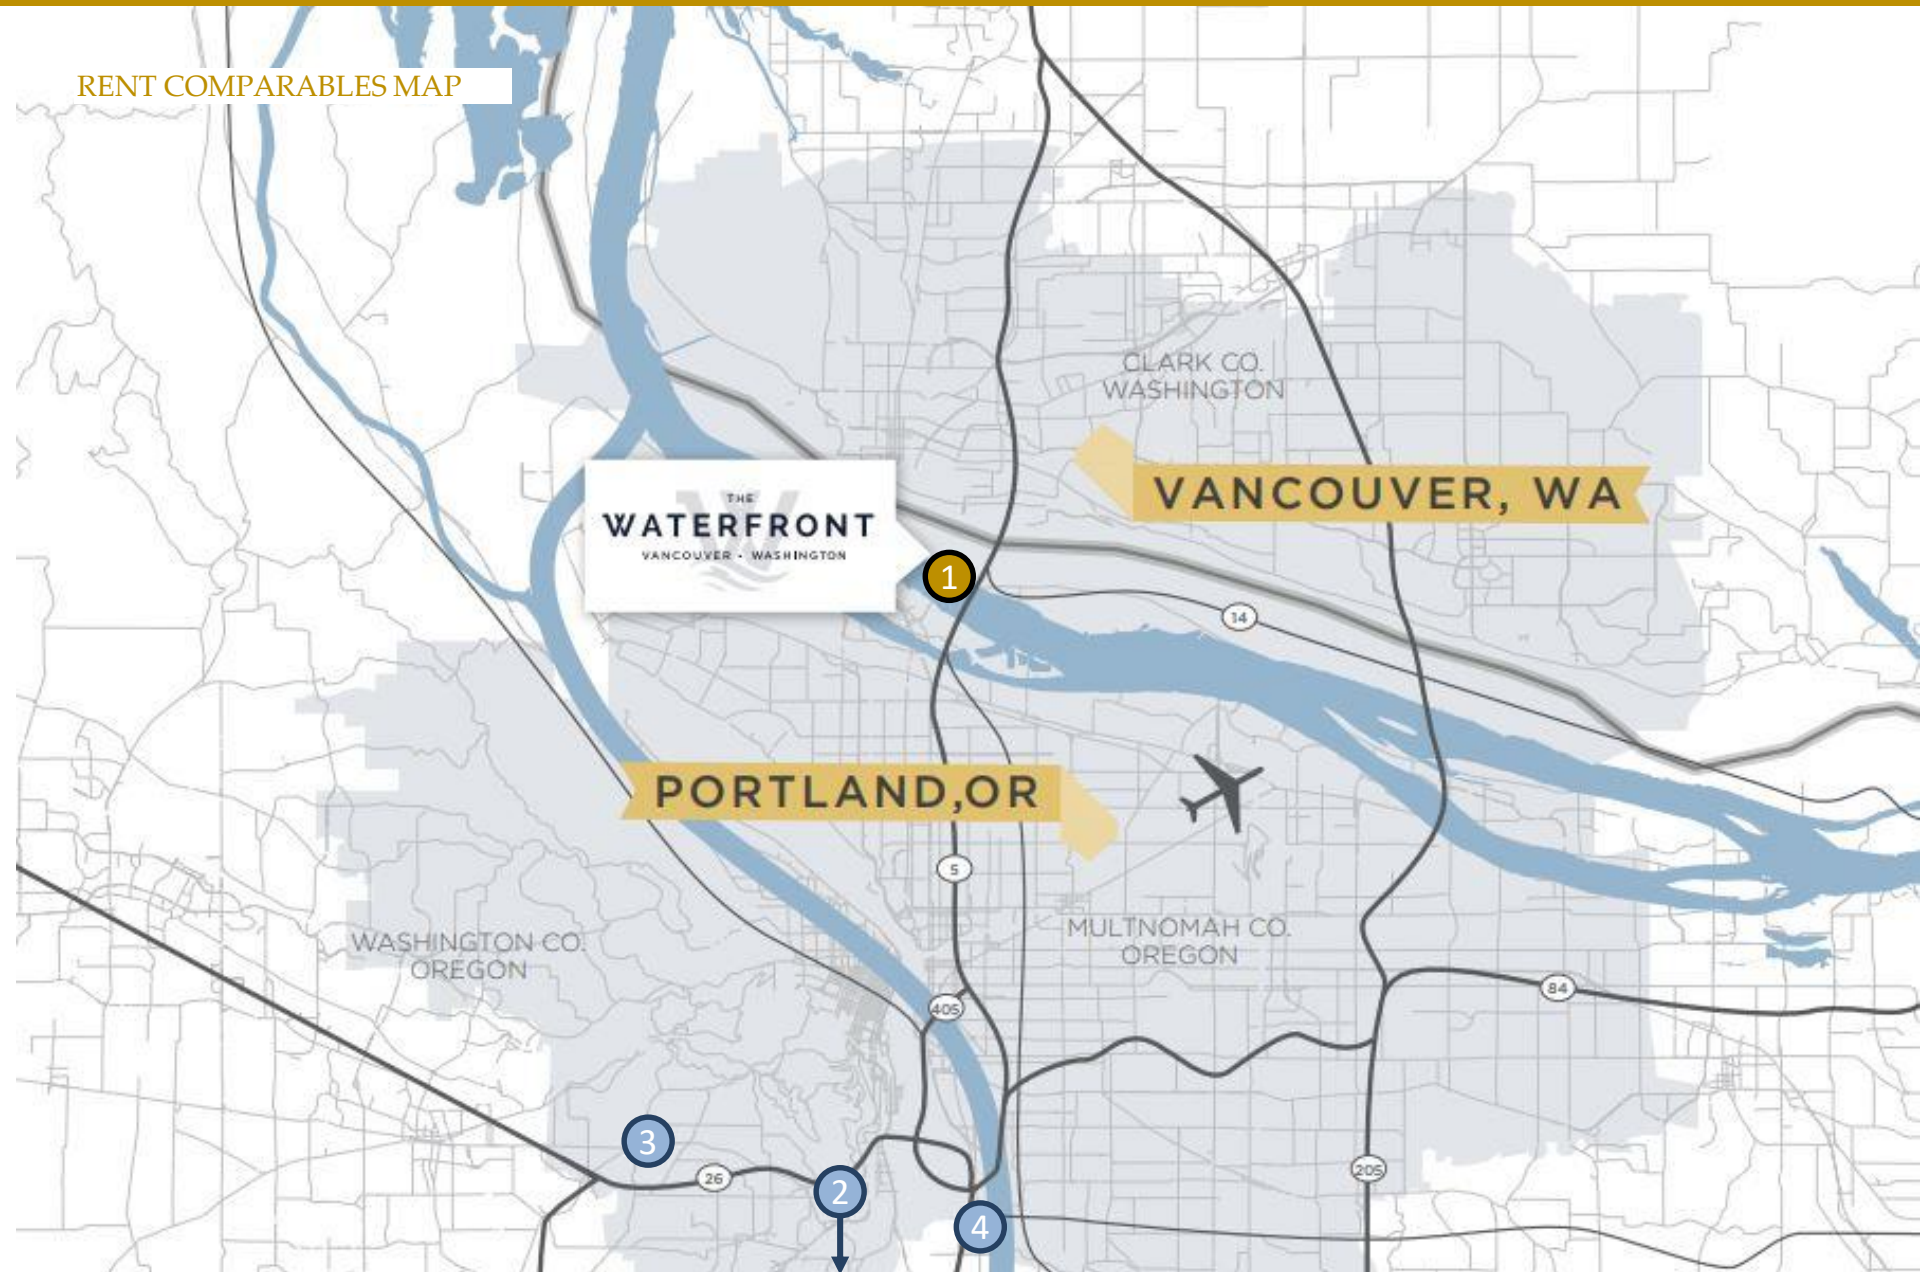 RENT COMPARABLES MAP
CLARK CO.
WASHINGTON
VANCOUVER, WA
THE
WATERFRONT
VANCOUVER • WASHINGTON
1
14
PORTLAND,OR
5
MULTNOMAH CO.
OREGON
WASHINGTON CO.
OREGON
84
405
3
26
2
205
4